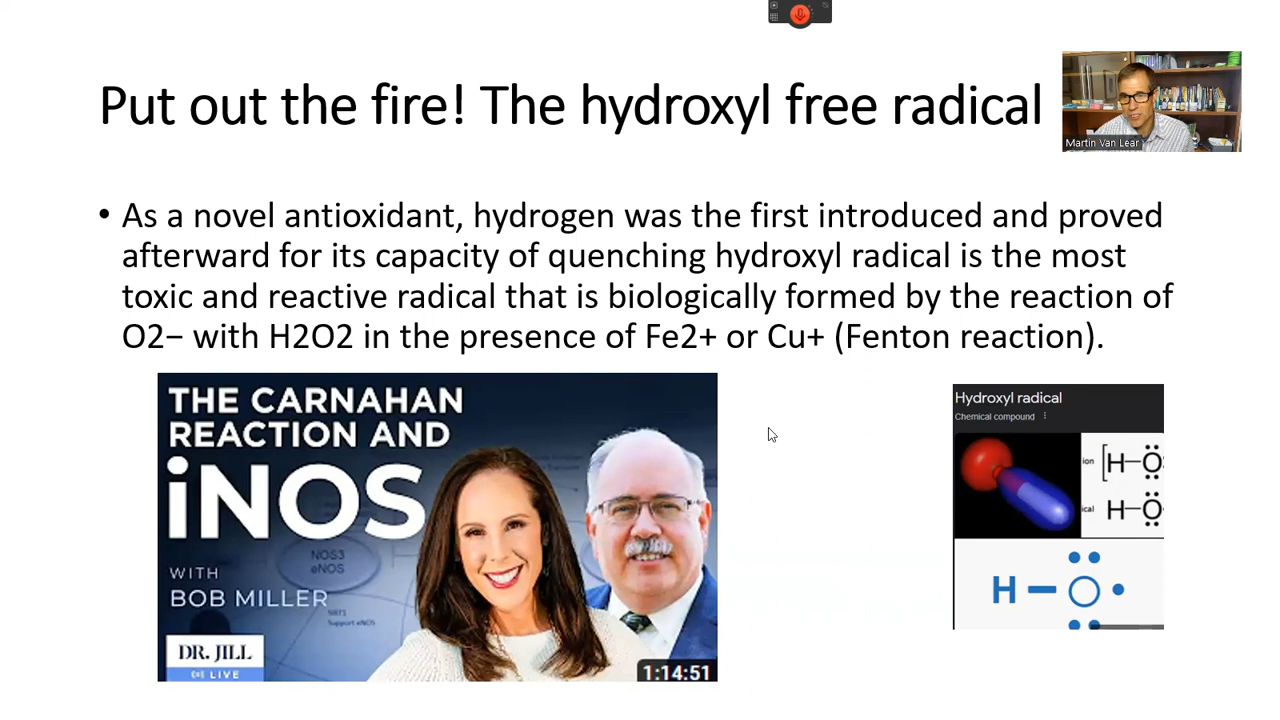 Put out the fire! The hydroxyl free radical
Martin Van Lear
• As a novel antioxidant, hydrogen was the first introduced and proved
afterward for its capacity of quenching hydroxyl radical is the most
toxic and reactive radical that is biologically formed by the reaction of
O2− with H2O2 in the presence of Fe2+ or Cu+ (Fenton reaction).
THE CARNAHAN
REACTION AND
iNOS
NOS3
eNOS
WITH
BOB MILLER
Support eNOS
DR. JILL
LIVE
1:14:51
Hydroxyl radical
Chemical compound
ion [H–Ö
ical H–Ö
H – O •